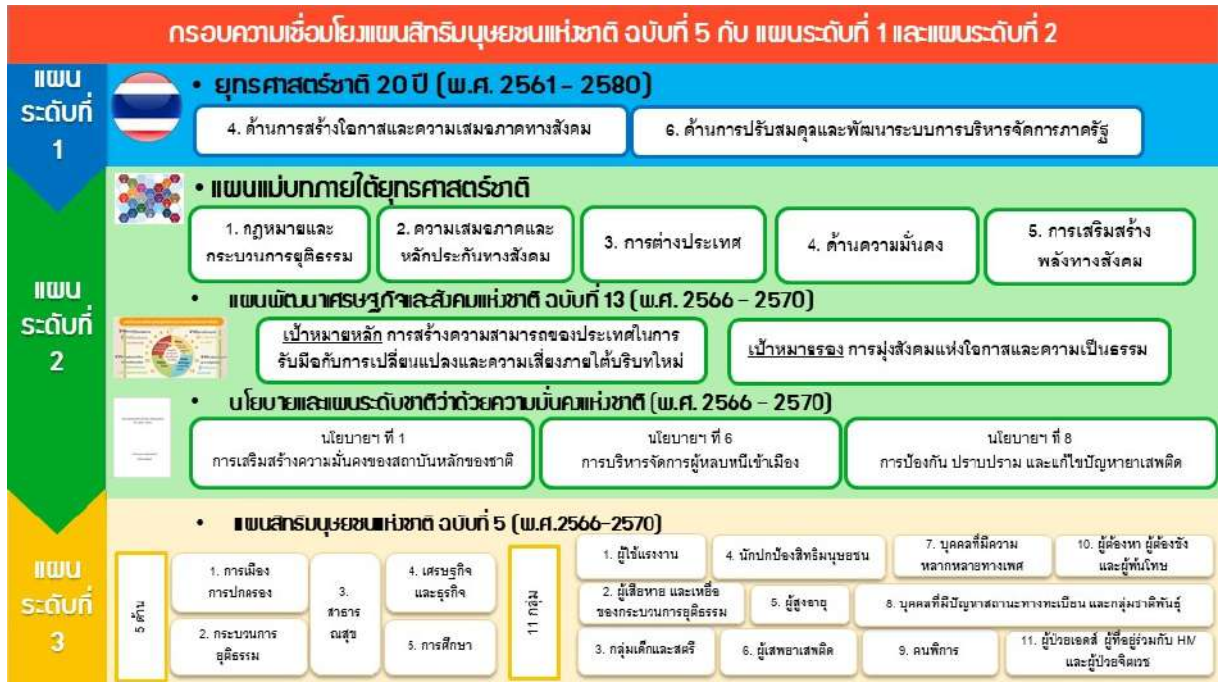 กรอบความเชื่อมโยงแผนสิทธิมนุษยชนแห่งชาติ ฉบับที่ 5 กับ แผนระดับที่ 1 และแผนระดับที่ 2
แผน
ระดับที่
1
• ยุทธศาสตร์ชาติ 20 ปี (พ.ศ. 2561 – 2580)
4. ด้านการสร้างโอกาสและความเสมอภาคทางสังคม
6. ด้านการปรับสมดุลและพัฒนาระบบการบริหารจัดการภาครัฐ
แผน
ระดับที่
2
• แผนแม่บทภายใต้ยุทธศาสตร์ชาติ
1. กฎหมายและ
กระบวนการยุติธรรม
2. ความเสมอภาคและ
หลักประกันทางสังคม
3. การต่างประเทศ
4. ด้านความมั่นคง
5. การเสริมสร้าง
พลังทางสังคม
• แผนพัฒนาเศรษฐกิจและสังคมแห่งชาติ ฉบับที่ 13 (พ.ศ. 2566 – 2570)
เป้าหมายหลัก การสร้างความสามารถของประเทศในการ
รับมือกับการเปลี่ยนแปลงและความเสี่ยงภายใต้บริบทใหม่
เป้าหมายรอง การมุ่งสังคมแห่งโอกาสและความเป็นธรรม
• นโยบายและแผนระดับชาติว่าด้วยความมั่นคงแห่งชาติ (พ.ศ. 2566 – 2570)
นโยบายฯ ที่ 1
การเสริมสร้างความมั่นคงของสถาบันหลักของชาติ
นโยบายฯ ที่ 6
การบริหารจัดการผู้หลบหนีเข้าเมือง
นโยบายฯ ที่ 8
การป้องกัน ปราบปราม และแก้ไขปัญหายาเสพติด
แผน
ระดับที่
3
• แผนสิทธิมนุษยชนแห่งชาติ ฉบับที่ 5 (พ.ศ.2566-2570)
5 ด้าน
1. การเมือง
การปกครอง
2. กระบวนการ
ยุติธรรม
3.
สาธาร
ณสุข
4. เศรษฐกิจ
และธุรกิจ
5. การศึกษา
11 กลุ่ม
1. ผู้ใช้แรงงาน
2. ผู้เสียหาย และเหยื่อ
ของกระบวนการยุติธรรม
3. กลุ่มเด็กและสตรี
4. นักปกป้องสิทธิมนุษยชน
5. ผู้สูงอายุ
6. ผู้เสพยาเสพติด
7. บุคคลที่มีความ
หลากหลายทางเพศ
8. บุคคลที่มีปัญหาสถานะทางทะเบียน และกลุ่มชาติพันธุ์
9. คนพิการ
10. ผู้ต้องหา ผู้ต้องขัง
และผู้พ้นโทษ
11. ผู้ป่วยเอดส์ ผู้ที่อยู่ร่วมกับ HIV
และผู้ป่วยจิตเวช